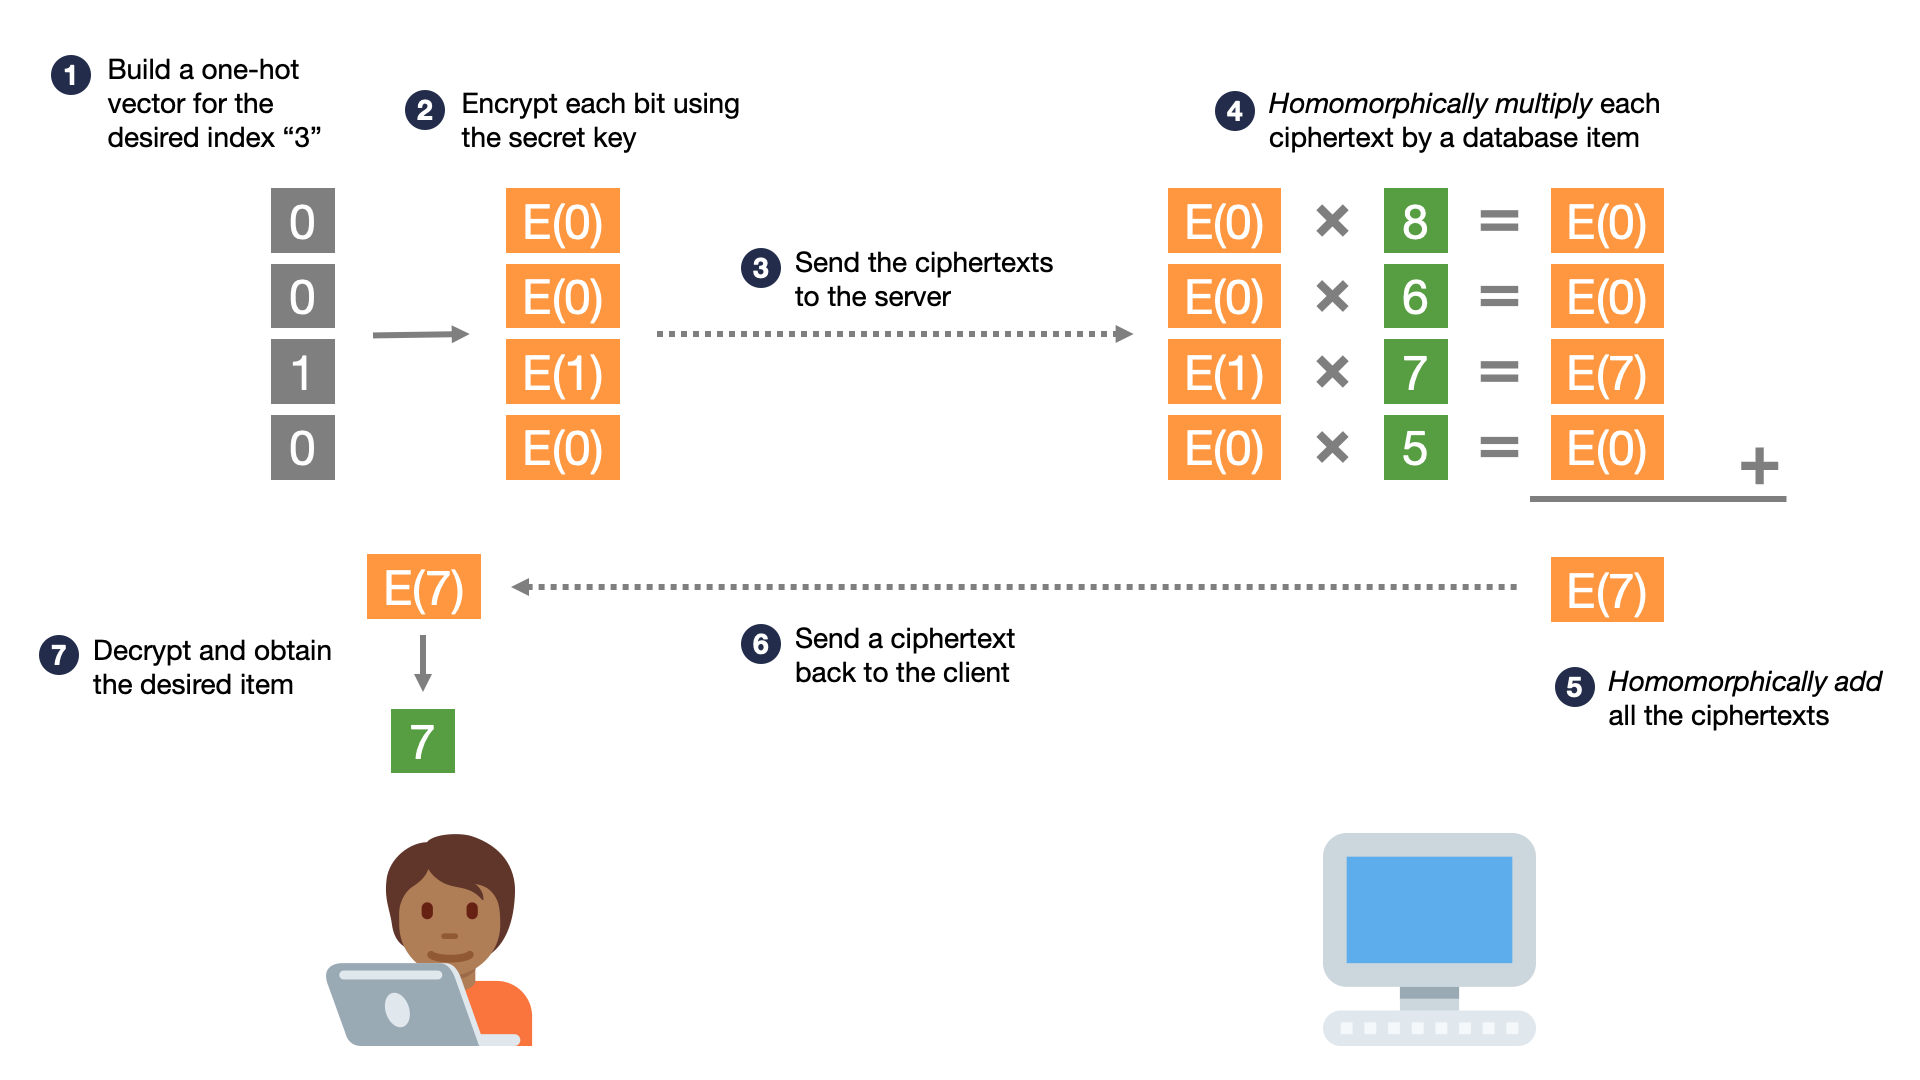 1 Build a one-hot
vector for the
desired index “3”
2 Encrypt each bit using
the secret key
4 Homomorphically multiply each
ciphertext by a database item
0
0
1
0
E(0)
E(0)
E(1)
E(0)
3 Send the ciphertexts
to the server
E(0) × 8 = E(0)
E(0) × 6 = E(0)
E(1) × 7 = E(7)
E(0) × 5 = E(0)
+
E(7)
5 Homomorphically add
all the ciphertexts
6 Send a ciphertext
back to the client
E(7)
7 Decrypt and obtain
the desired item
7